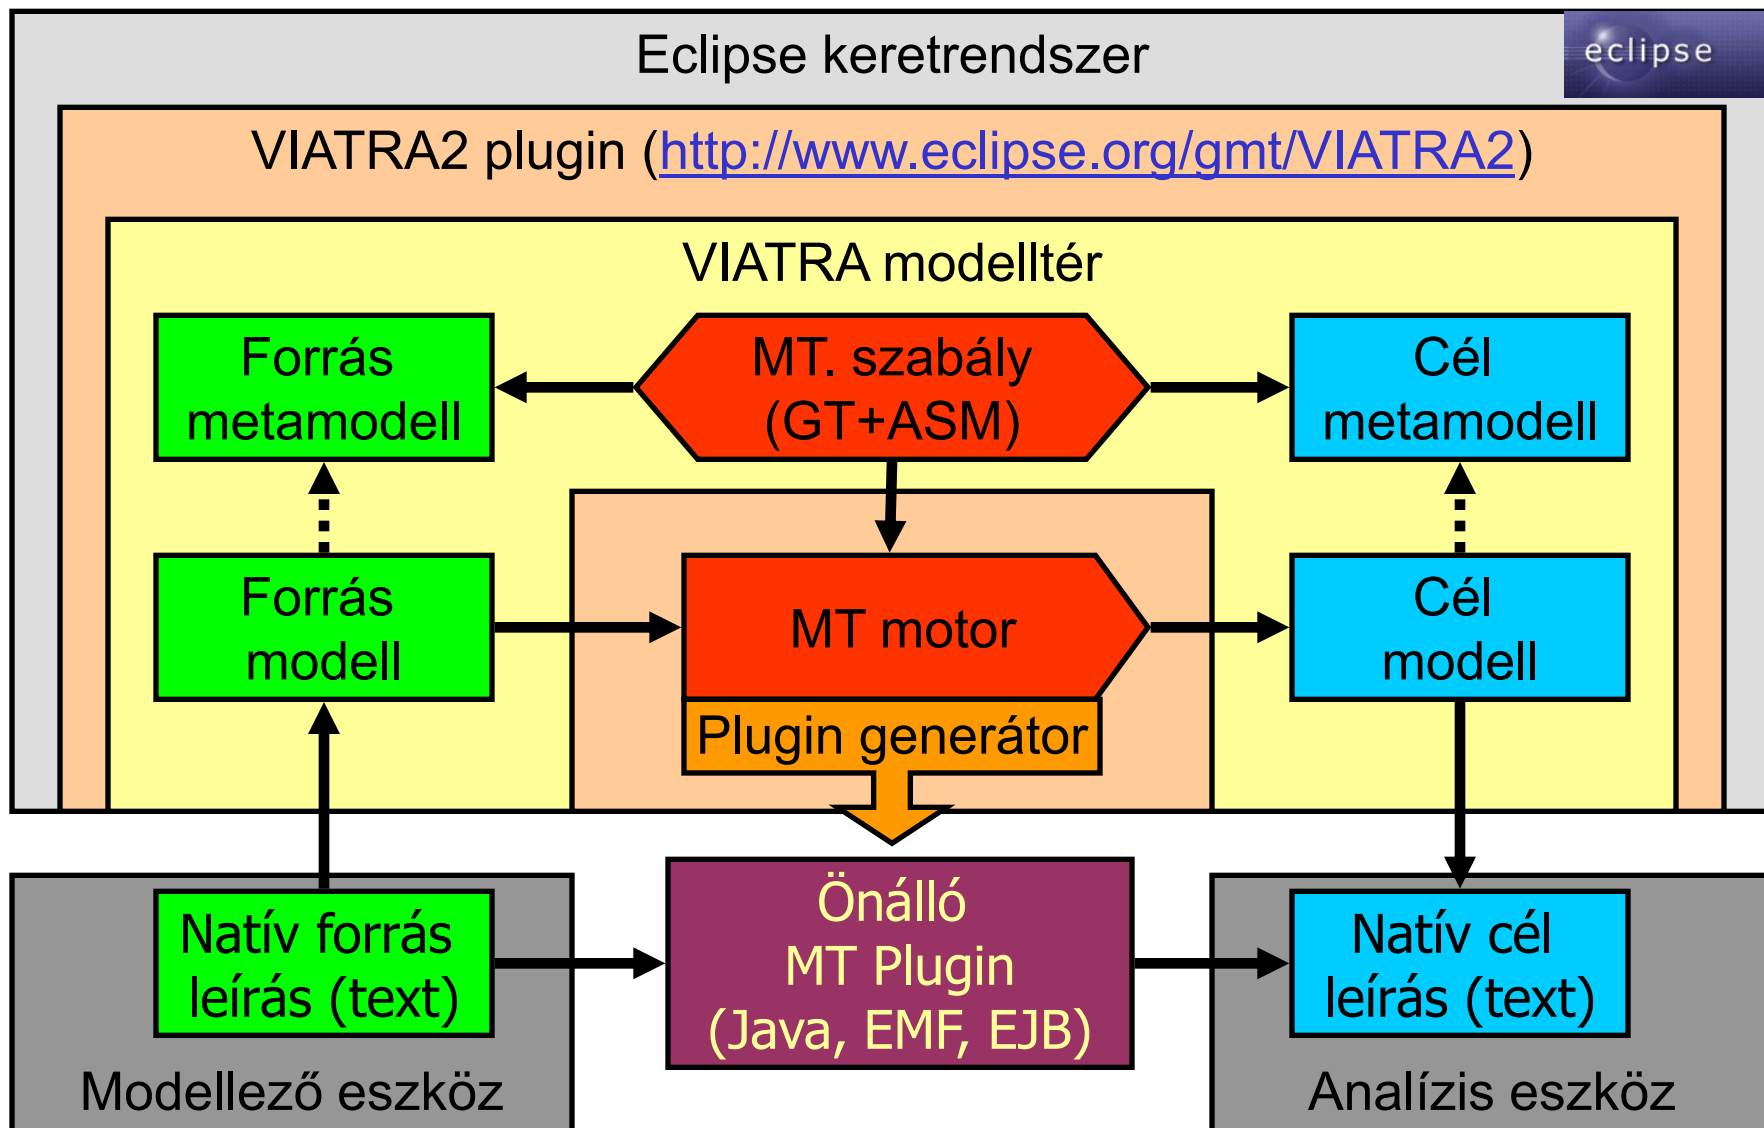 Eclipse keretrendszer
eclipse
VIATRA2 plugin (http://www.eclipse.org/gmt/VIATRA2)
VIATRA modelltér
Forrás
metamodell
MT. szabály
(GT+ASM)
Cél
metamodell
Forrás
modell
MT motor
Cél
modell
Plugin generátor
Natív forrás
leírás (text)
Önálló
MT Plugin
(Java, EMF, EJB)
Natív cél
leírás (text)
Modellező eszköz
Analízis eszköz